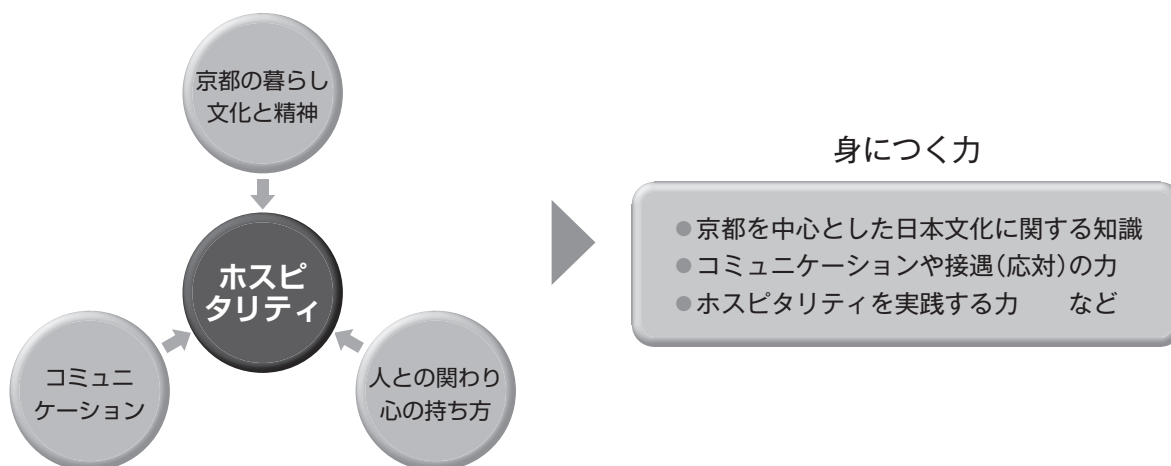 京都の暮らし
文化と精神
ホスピ
タリティ
コミュニ
ケーション
人との関わり
心の持ち方
身につく力
●京都を中心とした日本文化に関する知識
●コミュニケーションや接遇(応対)の力
●ホスピタリティを実践する力　　など